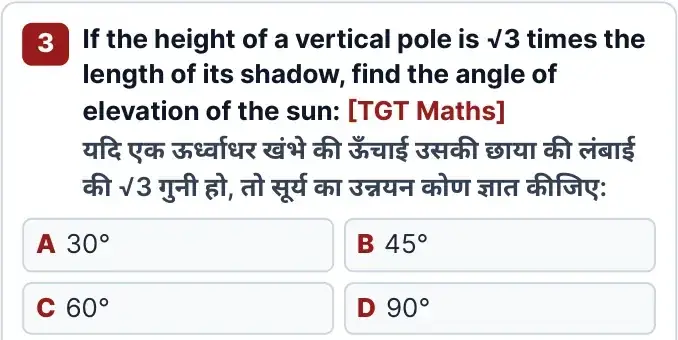 3 If the height of a vertical pole is √3 times the
length of its shadow, find the angle of
elevation of the sun: [TGT Maths]
यदि एक ऊर्ध्वाधर खंभे की ऊँचाई उसकी छाया की लंबाई
की √3 गुनी हो, तो सूर्य का उन्नयन कोण ज्ञात कीजिए:
A 30° B 45°
C 60° D 90°